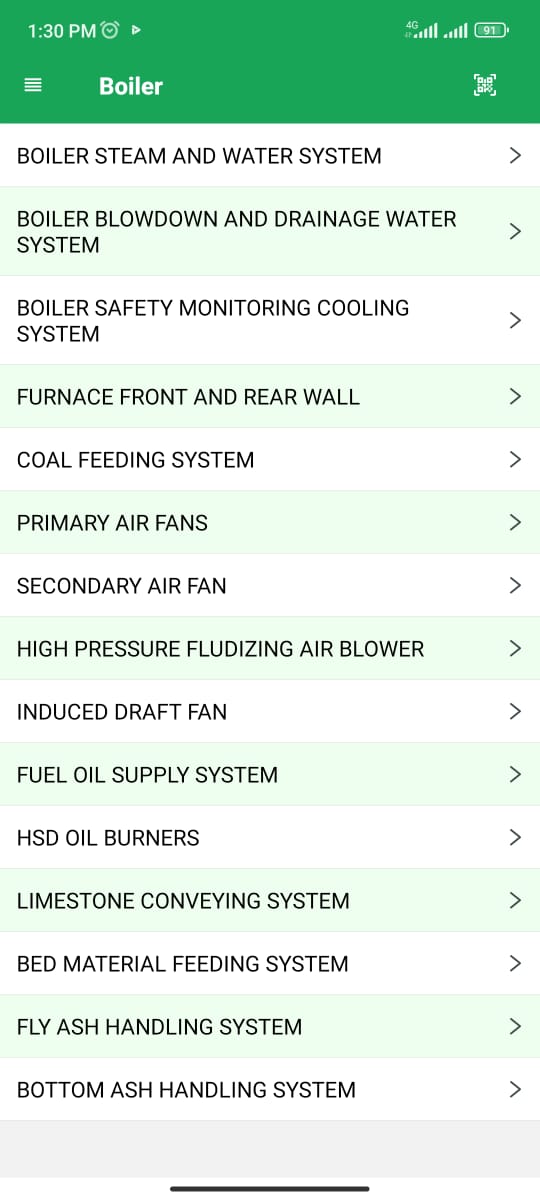 1:30 PM
4G
91
Boiler
BOILER STEAM AND WATER SYSTEM
BOILER BLOWDOWN AND DRAINAGE WATER
SYSTEM
BOILER SAFETY MONITORING COOLING
SYSTEM
FURNACE FRONT AND REAR WALL
COAL FEEDING SYSTEM
PRIMARY AIR FANS
SECONDARY AIR FAN
HIGH PRESSURE FLUDIZING AIR BLOWER
INDUCED DRAFT FAN
FUEL OIL SUPPLY SYSTEM
HSD OIL BURNERS
LIMESTONE CONVEYING SYSTEM
BED MATERIAL FEEDING SYSTEM
FLY ASH HANDLING SYSTEM
BOTTOM ASH HANDLING SYSTEM